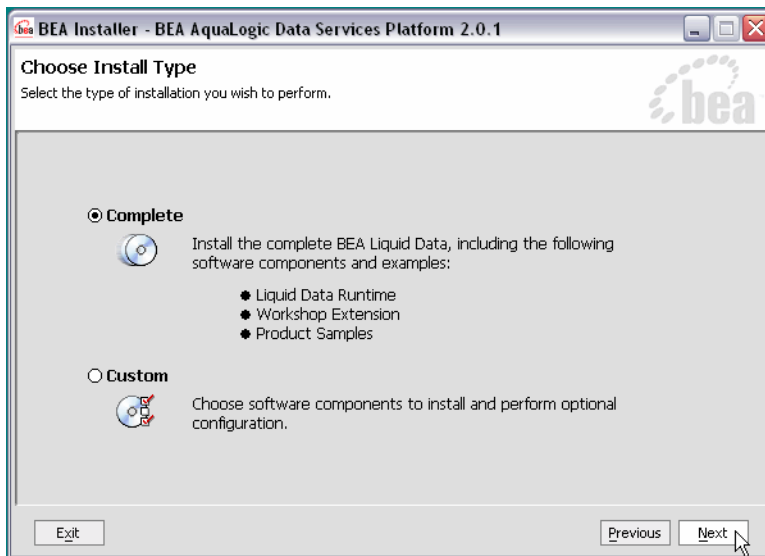 bea BEA Installer - BEA AquaLogic Data Services Platform 2.0.1
Choose Install Type
Select the type of installation you wish to perform.
bea
Complete
Install the complete BEA Liquid Data, including the following
software components and examples:
Liquid Data Runtime
Workshop Extension
Product Samples
Custom
Choose software components to install and perform optional
configuration.
Exit
Previous
Next